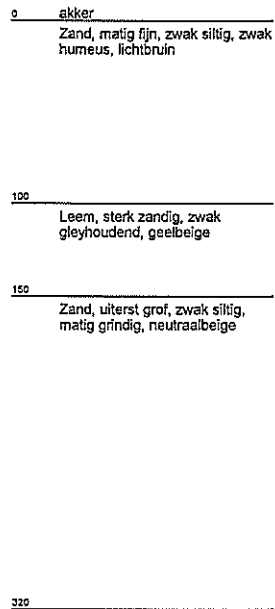 0 akker
Zand, matig fijn, zwak siltig, zwak
humeus, lichtbruin
100
Leem, sterk zandig, zwak
gleyhoudend, geelbeige
150
Zand, uiterst grof, zwak siltig,
matig grindig, neutraalbeige
320